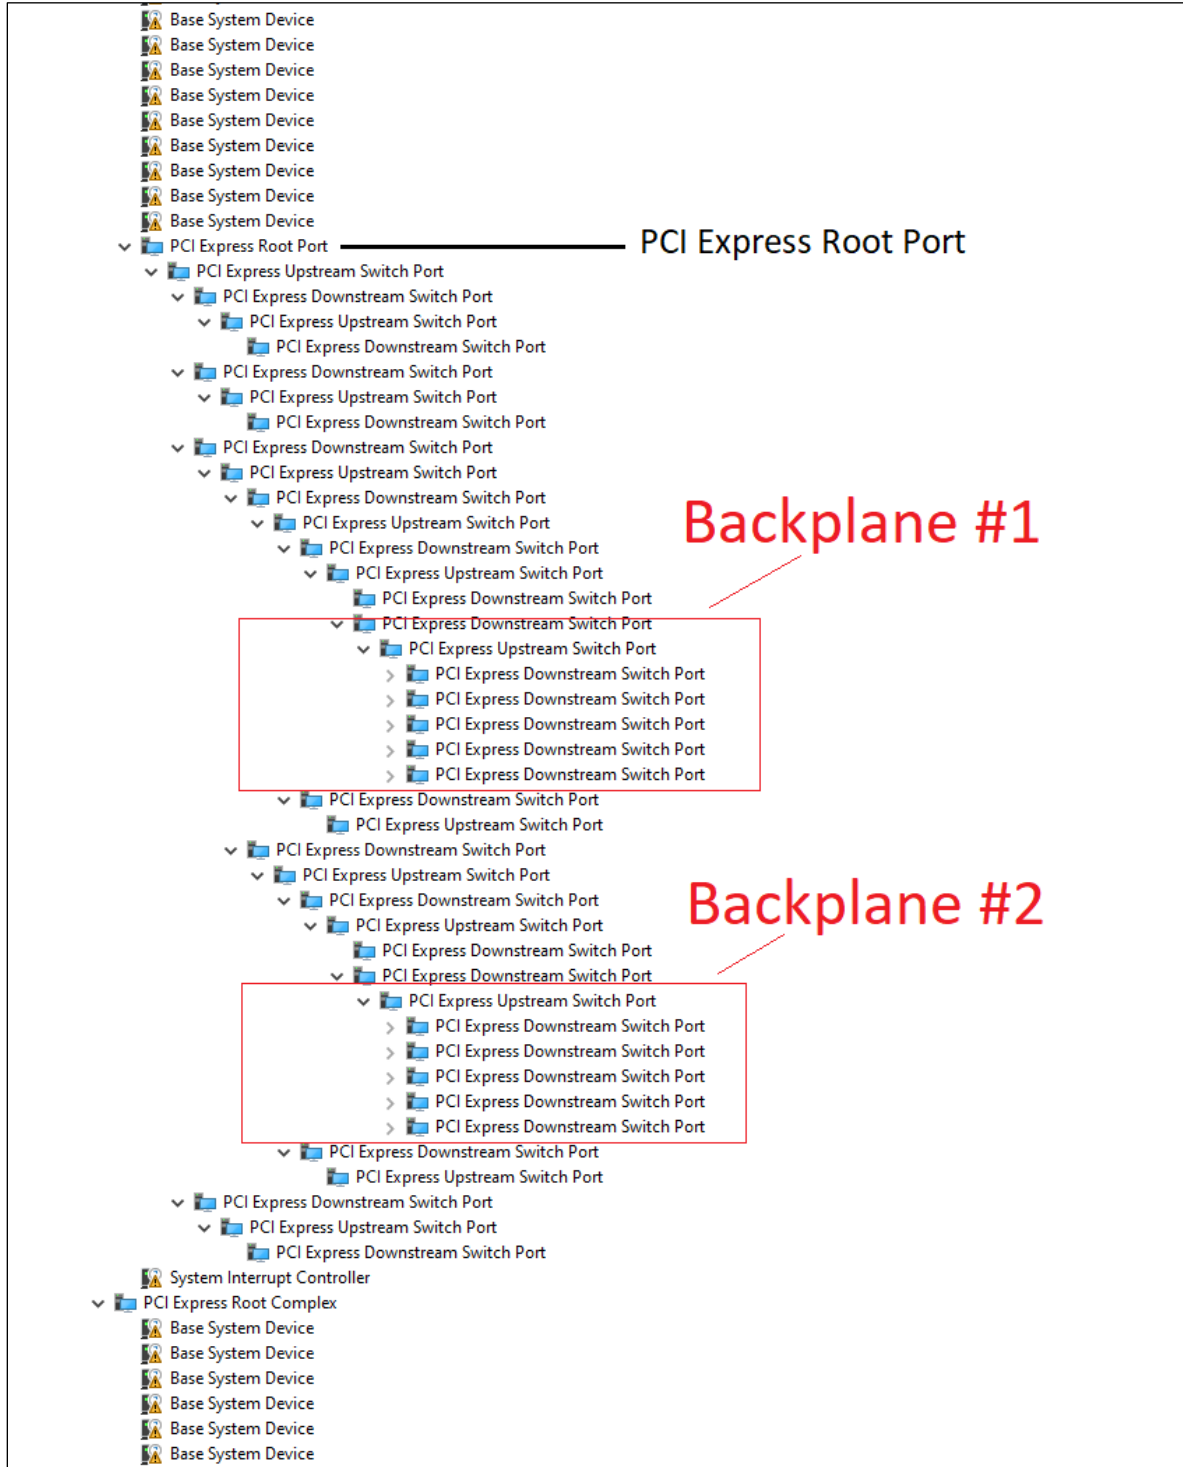 Base System Device
Base System Device
Base System Device
Base System Device
Base System Device
Base System Device
Base System Device
Base System Device
Base System Device
PCI Express Root Port PCI Express Root Port
PCI Express Upstream Switch Port
PCI Express Downstream Switch Port
PCI Express Upstream Switch Port
PCI Express Downstream Switch Port
PCI Express Downstream Switch Port
PCI Express Upstream Switch Port
PCI Express Downstream Switch Port
PCI Express Downstream Switch Port
PCI Express Upstream Switch Port
PCI Express Downstream Switch Port
PCI Express Upstream Switch Port
Backplane #1
PCI Express Downstream Switch Port
PCI Express Upstream Switch Port
PCI Express Downstream Switch Port
PCI Express Downstream Switch Port
PCI Express Upstream Switch Port
PCI Express Downstream Switch Port
PCI Express Downstream Switch Port
PCI Express Downstream Switch Port
PCI Express Downstream Switch Port
PCI Express Downstream Switch Port
PCI Express Downstream Switch Port
PCI Express Upstream Switch Port
PCI Express Downstream Switch Port
PCI Express Upstream Switch Port
PCI Express Downstream Switch Port
Backplane #2
PCI Express Upstream Switch Port
PCI Express Downstream Switch Port
PCI Express Downstream Switch Port
PCI Express Upstream Switch Port
PCI Express Downstream Switch Port
PCI Express Downstream Switch Port
PCI Express Downstream Switch Port
PCI Express Downstream Switch Port
PCI Express Downstream Switch Port
PCI Express Downstream Switch Port
PCI Express Upstream Switch Port
PCI Express Downstream Switch Port
PCI Express Upstream Switch Port
PCI Express Downstream Switch Port
System Interrupt Controller
PCI Express Root Complex
Base System Device
Base System Device
Base System Device
Base System Device
Base System Device
Base System Device